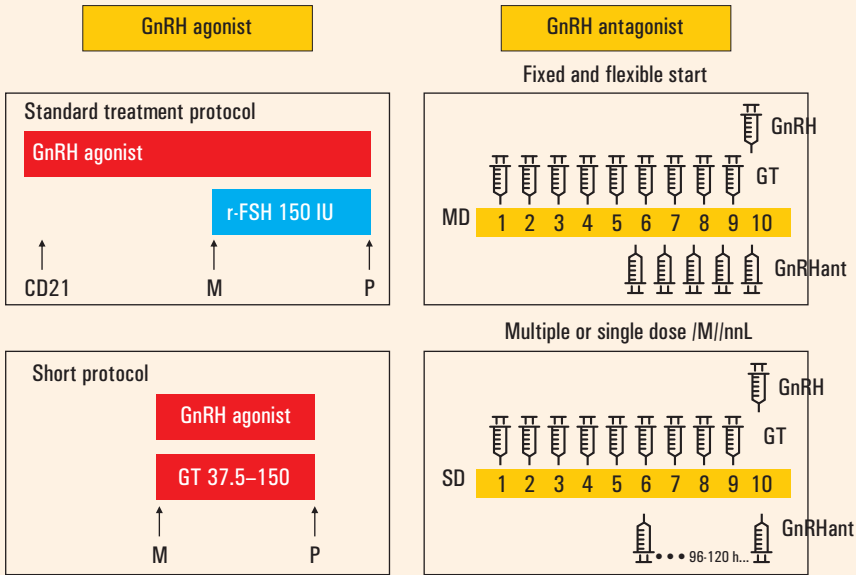 GnRH agonist
Standard treatment protocol
GnRH agonist
r-FSH 150 IU
CD21 M P
Short protocol
GnRH agonist
GT 37.5–150
M P
GnRH antagonist
Fixed and flexible start
GnRH
GT
MD 1 2 3 4 5 6 7 8 9 10
GnRHant
Multiple or single dose /M//nnL
GnRH
GT
SD 1 2 3 4 5 6 7 8 9 10
GnRHant
• • • 96-120 h...